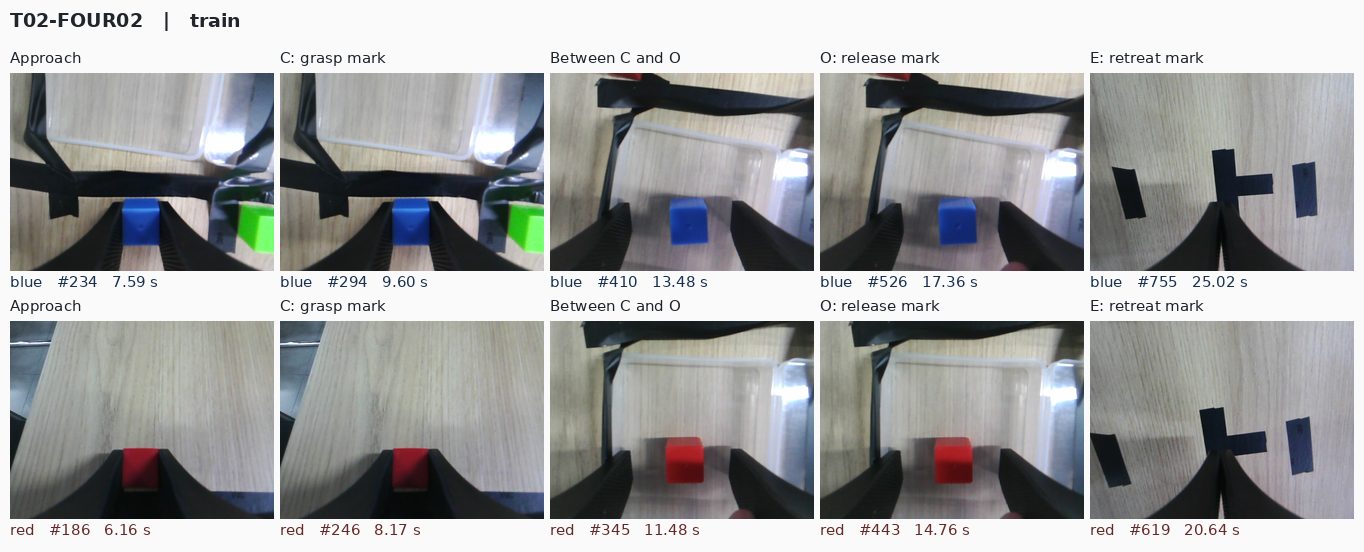 T02-FOUR02 | train
Approach C: grasp mark Between C and O O: release mark E: retreat mark
blue #234 7.59 s blue #294 9.60 s blue #410 13.48 s blue #526 17.36 s blue #755 25.02 s
Approach C: grasp mark Between C and O O: release mark E: retreat mark
red #186 6.16 s red #246 8.17 s red #345 11.48 s red #443 14.76 s red #619 20.64 s